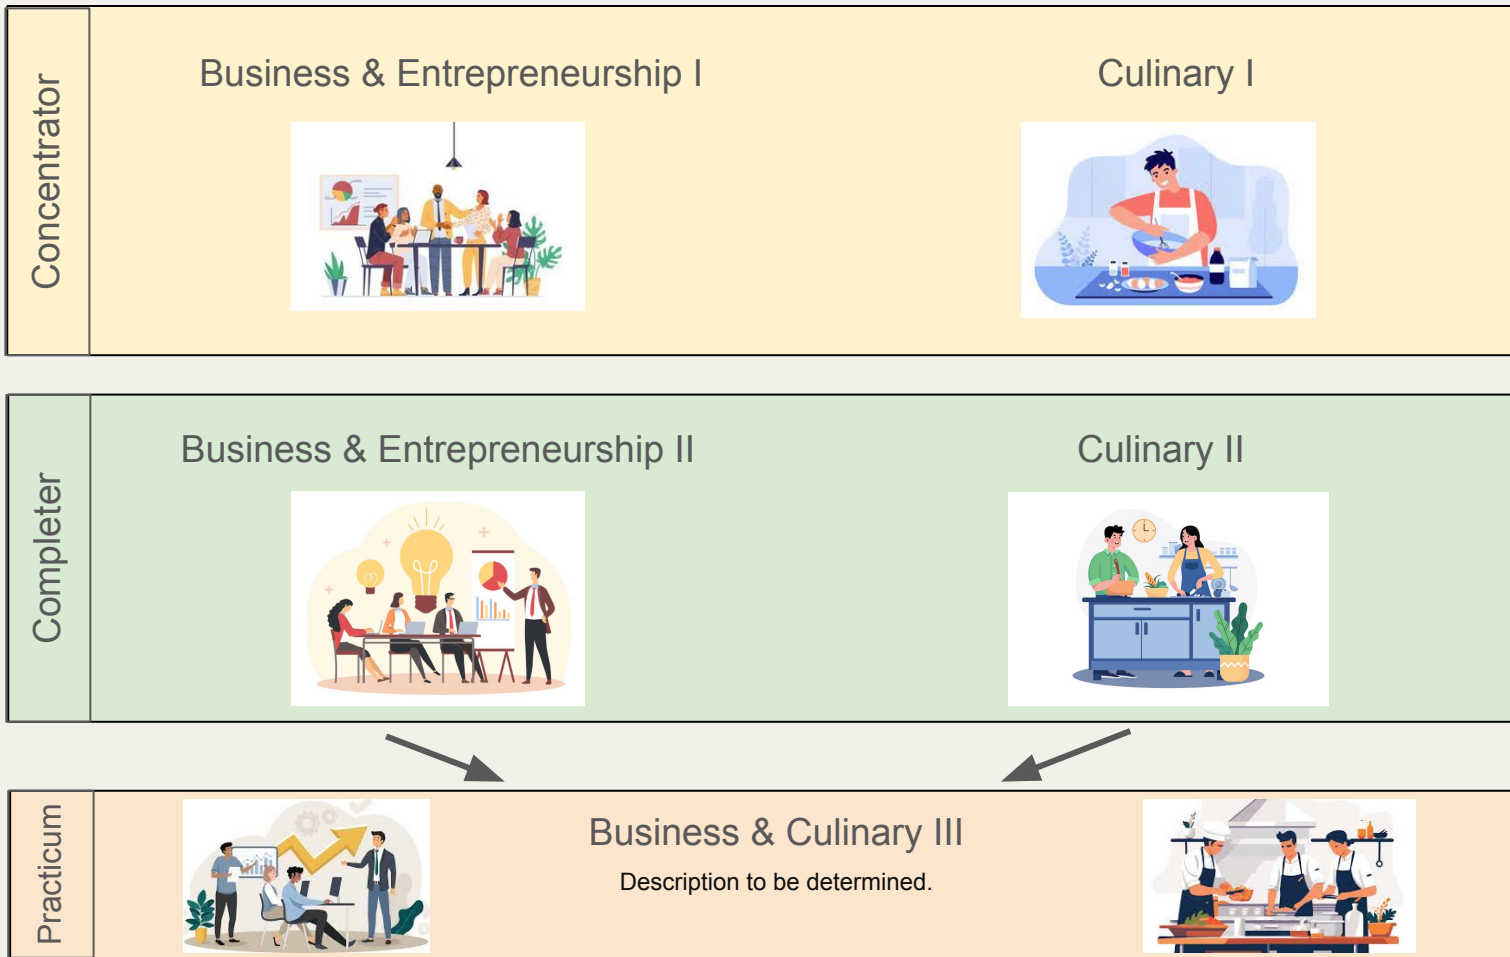 Concentrator
Business & Entrepreneurship I
Culinary I
Completer
Business & Entrepreneurship II
Culinary II
Practicum
Business & Culinary III
Description to be determined.